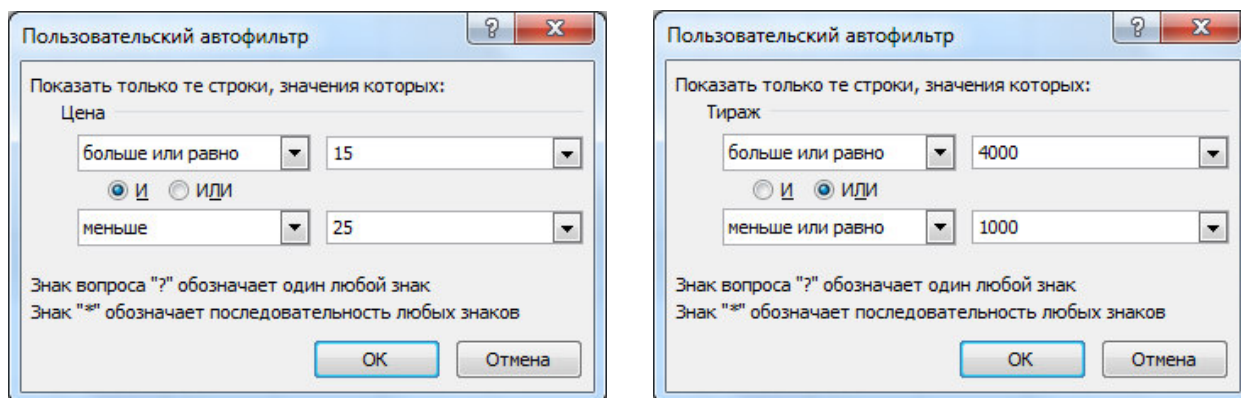 Пользовательский автофильтр
Показать только те строки, значения которых:
Цена
больше или равно 15
И ИЛИ
меньше 25
Знак вопроса "?" обозначает один любой знак
Знак "*" обозначает последовательность любых знаков
ОК Отмена
Пользовательский автофильтр
Показать только те строки, значения которых:
Тираж
больше или равно 4000
И ИЛИ
меньше или равно 1000
Знак вопроса "?" обозначает один любой знак
Знак "*" обозначает последовательность любых знаков
ОК Отмена